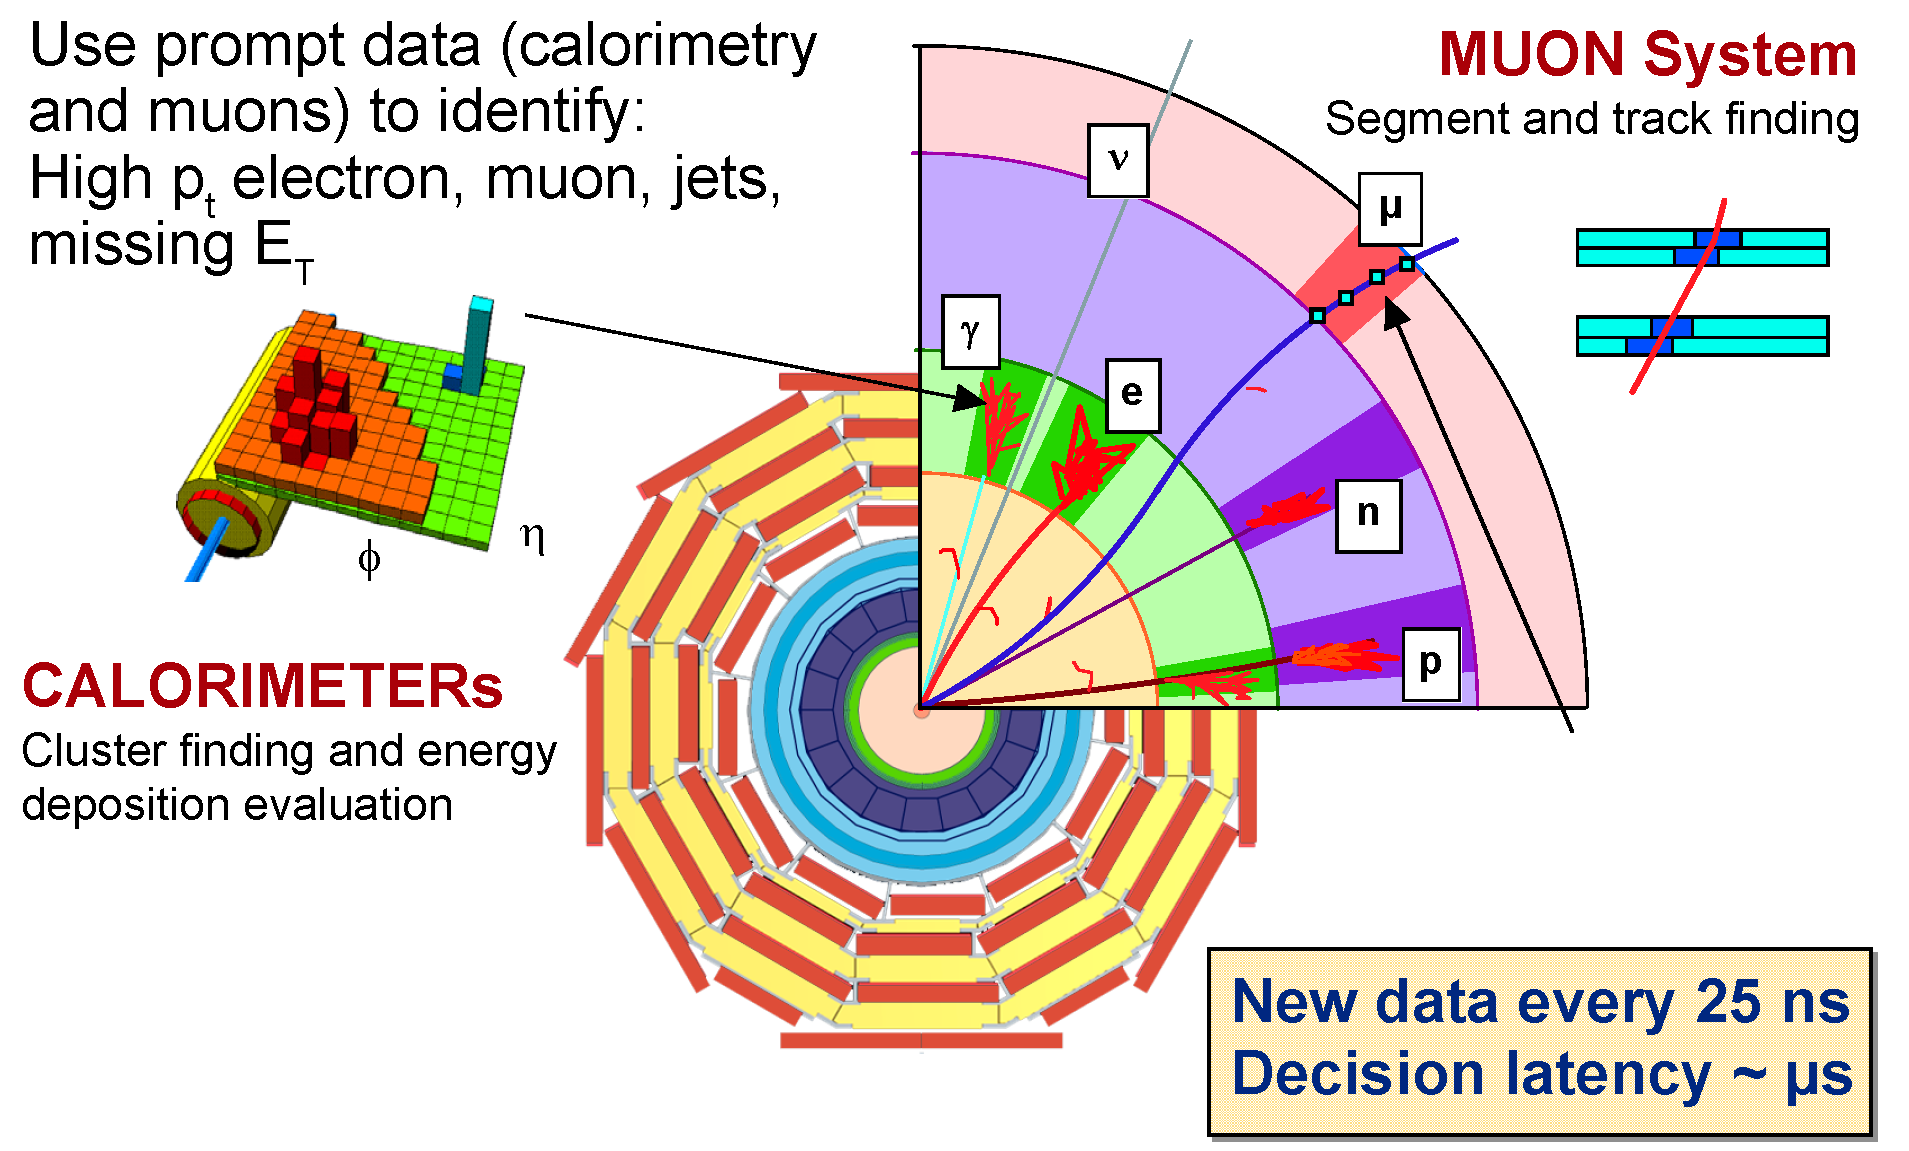 Use prompt data (calorimetry
and muons) to identify:
High pt electron, muon, jets,
missing ET
MUON System
Segment and track finding
ν
μ
γ
e
n
p
η
φ
CALORIMETERs
Cluster finding and energy
deposition evaluation
New data every 25 ns
Decision latency ~ μs